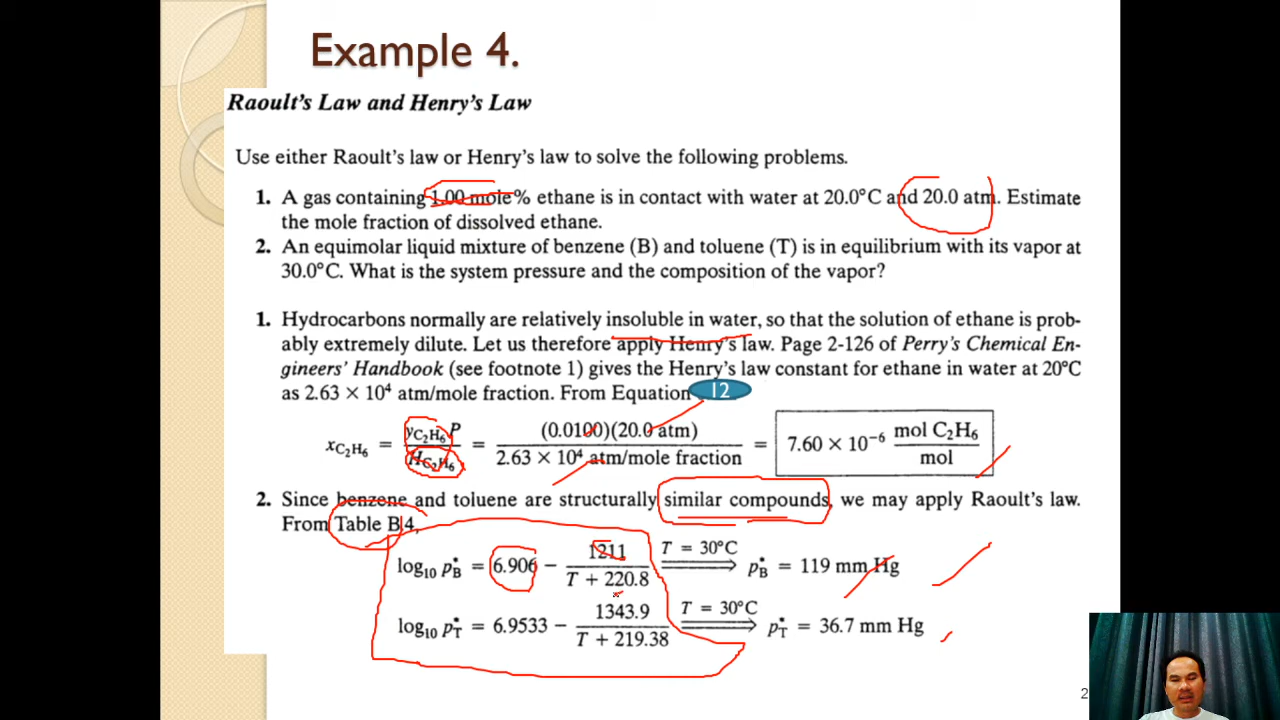 Example 4.
Raoult's Law and Henry's Law
Use either Raoult's law or Henry's law to solve the following problems.
1. A gas containing 1.00 mole% ethane is in contact with water at 20.0°C and 20.0 atm. Estimate
the mole fraction of dissolved ethane.
2. An equimolar liquid mixture of benzene (B) and toluene (T) is in equilibrium with its vapor at
30.0°C. What is the system pressure and the composition of the vapor?
1. Hydrocarbons normally are relatively insoluble in water, so that the solution of ethane is prob-
ably extremely dilute. Let us therefore apply Henry's law. Page 2-126 of Perry's Chemical En-
gineers' Handbook (see footnote 1) gives the Henry's law constant for ethane in water at 20°C
as 2.63 × 10⁴ atm/mole fraction. From Equation 12
x_C₂H₆ = y_C₂H₆P / H_C₂H₆ = (0.0100)(20.0 atm) / 2.63 × 10⁴ atm/mole fraction = 7.60 × 10⁻⁶ mol C₂H₆ / mol
2. Since benzene and toluene are structurally similar compounds, we may apply Raoult's law.
From Table B.4,
log₁₀ p*_B = 6.906 − 1211 / T + 220.8 T = 30°C ⟹ p*_B = 119 mm Hg
log₁₀ p*_T = 6.9533 − 1343.9 / T + 219.38 T = 30°C ⟹ p*_T = 36.7 mm Hg
2